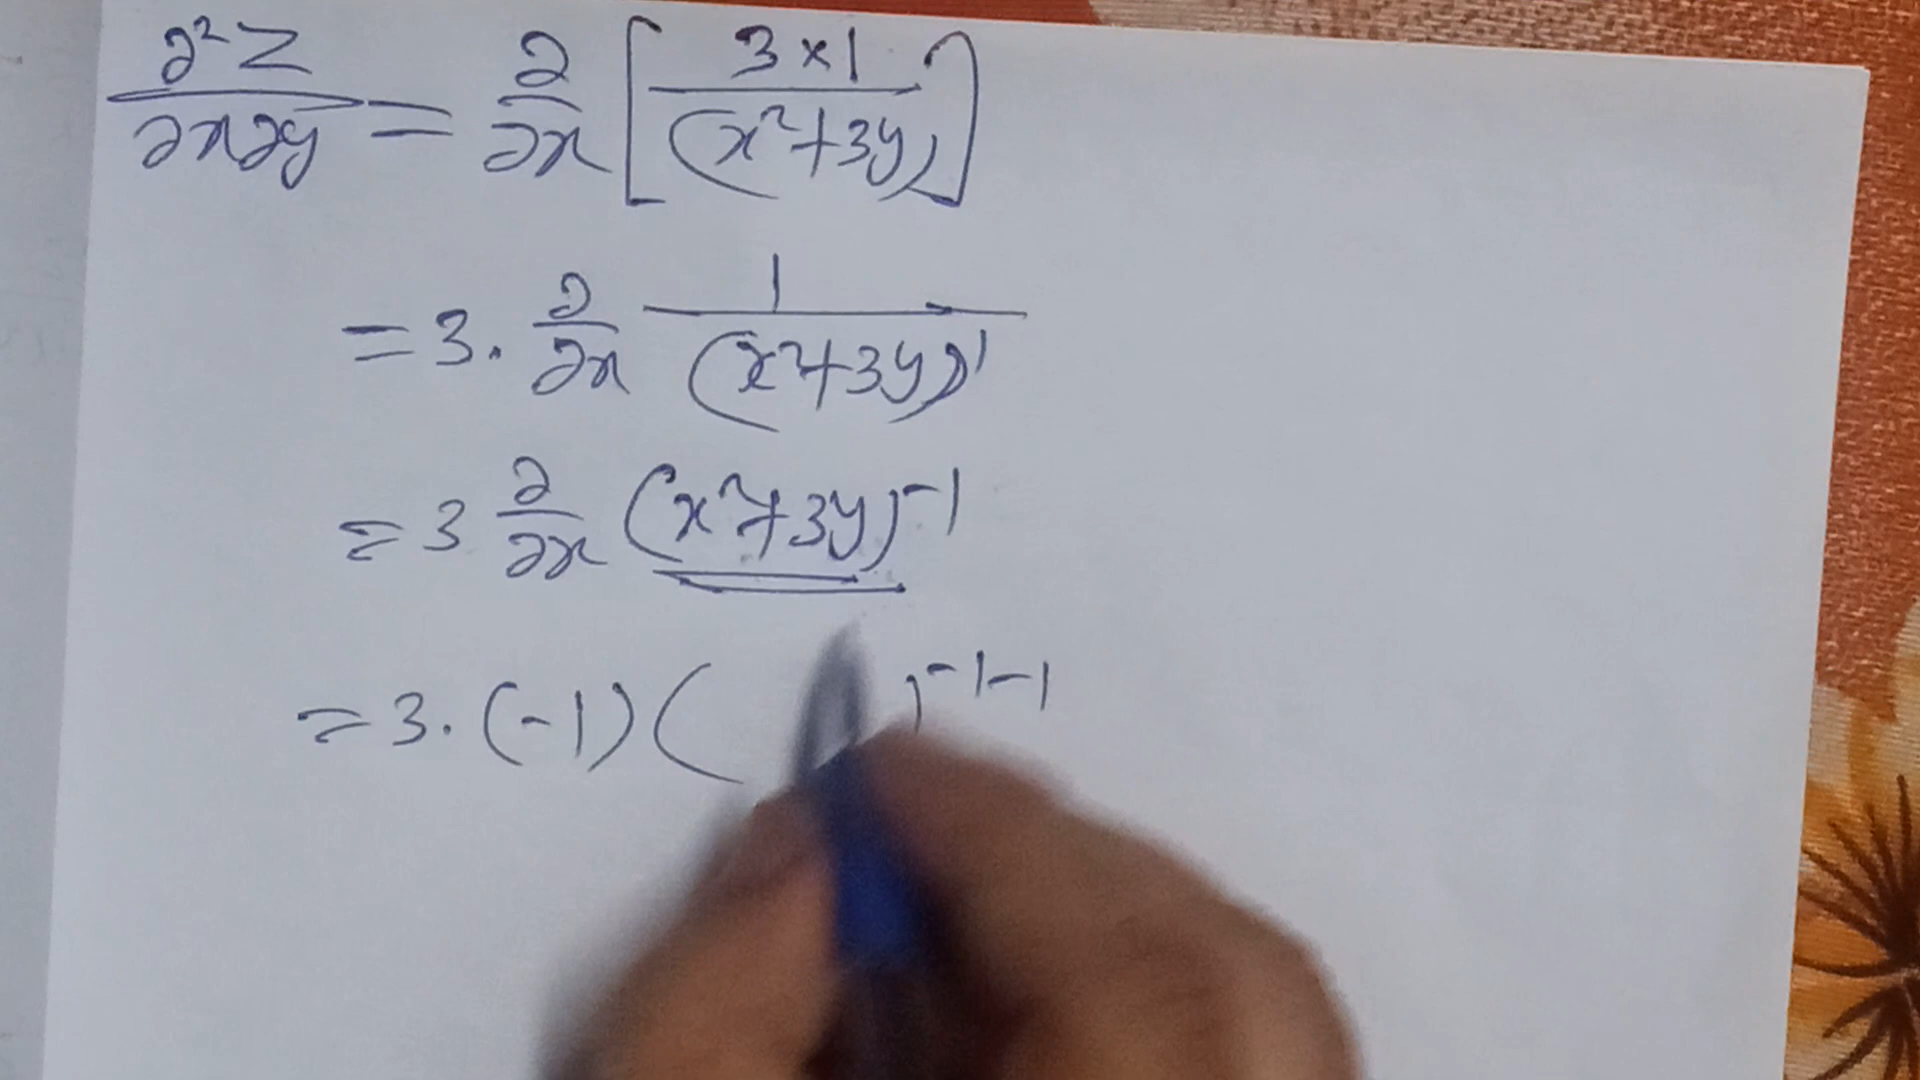 ∂²Z/∂x∂y = ∂/∂x [3×1/(x²+3y)]
= 3. ∂/∂x 1/(x²+3y)¹
= 3 ∂/∂x (x²+3y)⁻¹
= 3. (-1) (     )⁻¹⁻¹